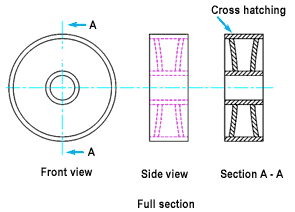 Cross hatching
A
A
Front view
Side view
Section A - A
Full section